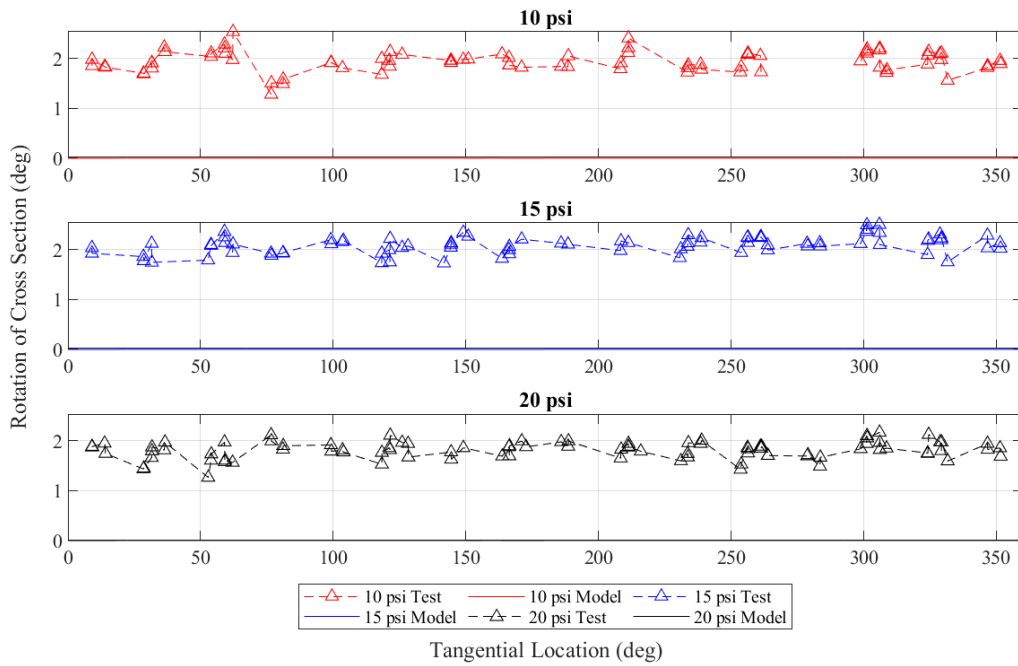 10 psi
2
1
0
0 50 100 150 200 250 300 350
15 psi
2
1
0
0 50 100 150 200 250 300 350
20 psi
2
1
0
0 50 100 150 200 250 300 350
Rotation of Cross Section (deg)
10 psi Test 10 psi Model 15 psi Test
15 psi Model 20 psi Test 20 psi Model
Tangential Location (deg)